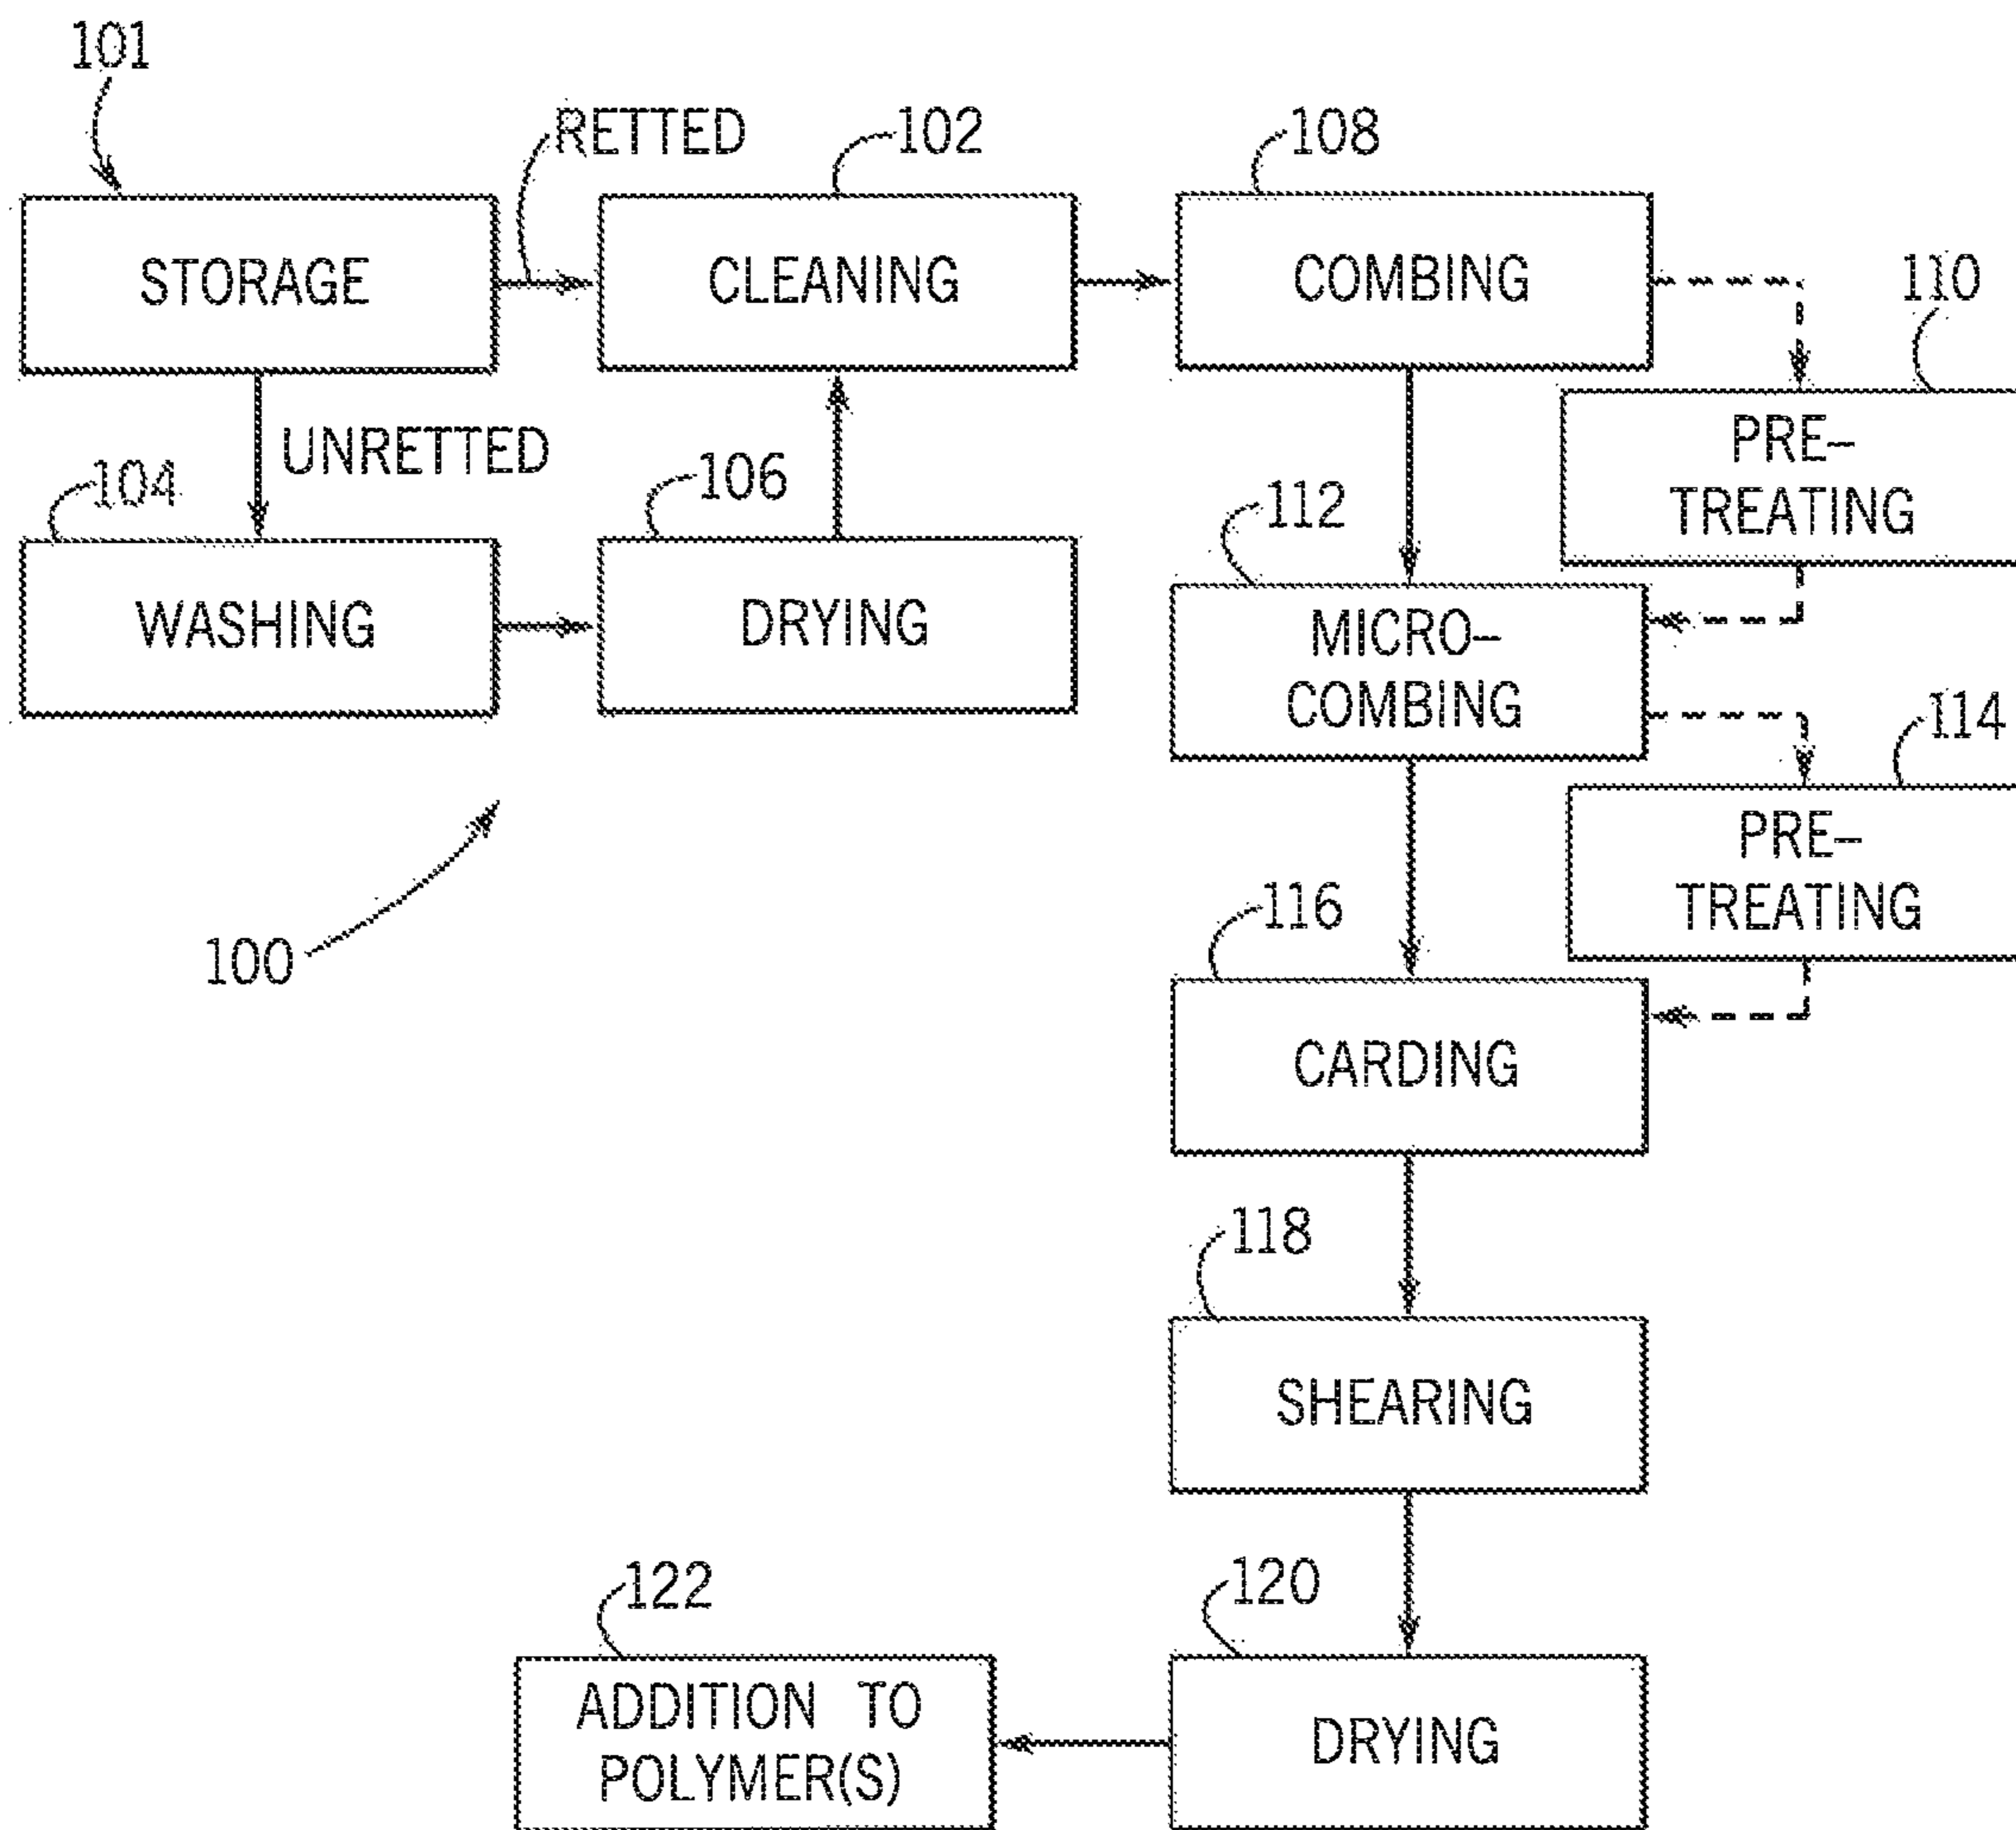 101
RETTED
102
108
STORAGE
CLEANING
COMBING
110
UNRETTED
PRE–
TREATING
104
106
112
WASHING
DRYING
MICRO–
COMBING
114
PRE–
TREATING
100
116
CARDING
118
SHEARING
122
120
ADDITION TO
POLYMER(S)
DRYING